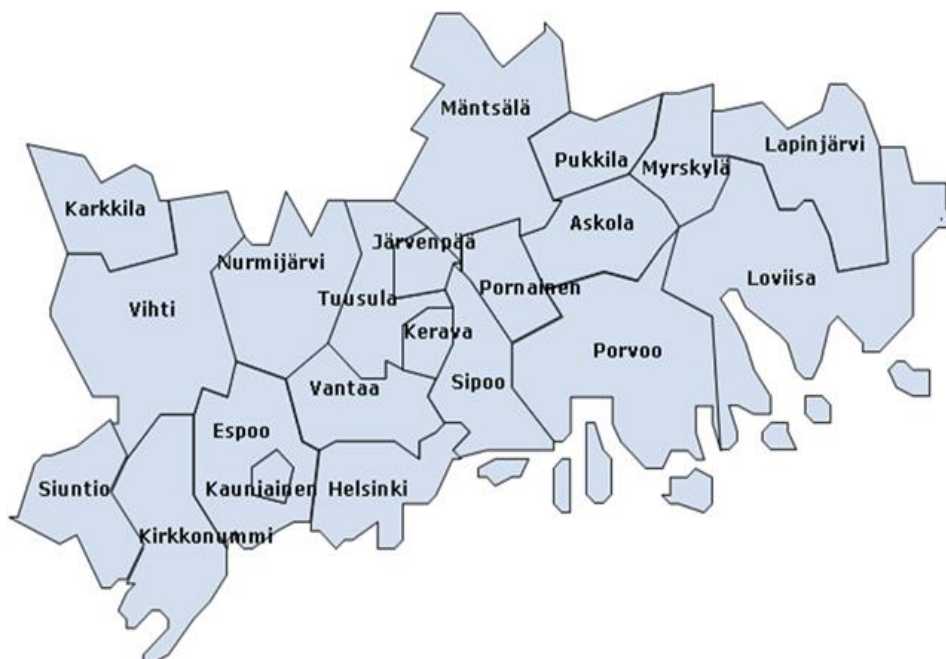 Mäntsälä
Lapinjärvi
Pukkila
Myrskylä
Karkkila
Askola
Järvenpää
Nurmijärvi
Loviisa
Pornainen
Tuusula
Vihti
Kerava
Porvoo
Sipoo
Vantaa
Espoo
Siuntio
Kauniainen
Helsinki
Kirkkonummi